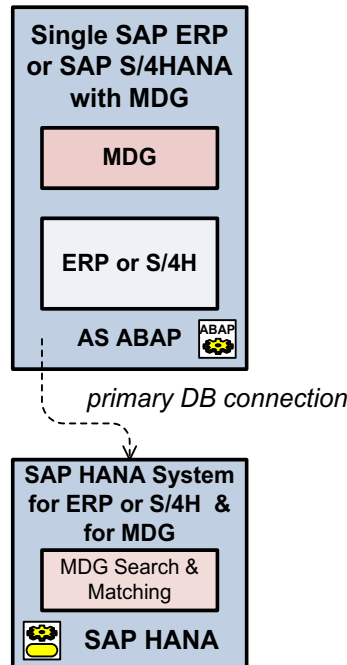 Single SAP ERP
or SAP S/4HANA
with MDG
MDG
ERP or S/4H
AS ABAP
ABAP
primary DB connection
SAP HANA System
for ERP or S/4H &
for MDG
MDG Search &
Matching
SAP HANA